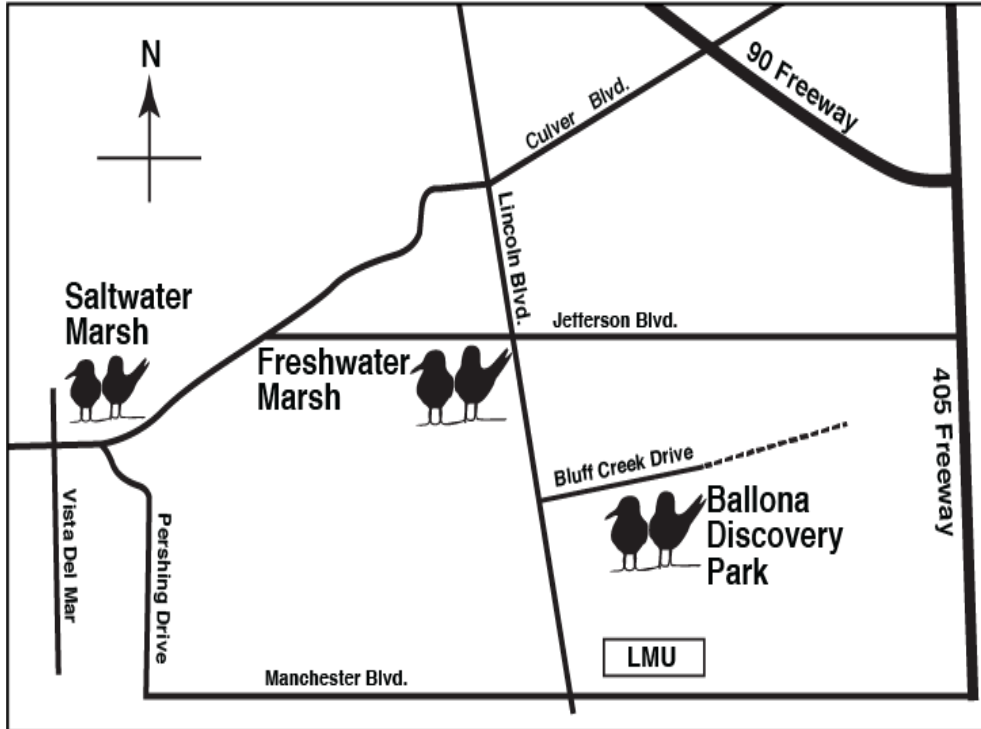 N
90 Freeway
Culver Blvd.
Lincoln Blvd.
Saltwater
Marsh
Jefferson Blvd.
Freshwater
Marsh
405 Freeway
Bluff Creek Drive
Ballona
Discovery
Park
Vista Del Mar
Pershing Drive
LMU
Manchester Blvd.